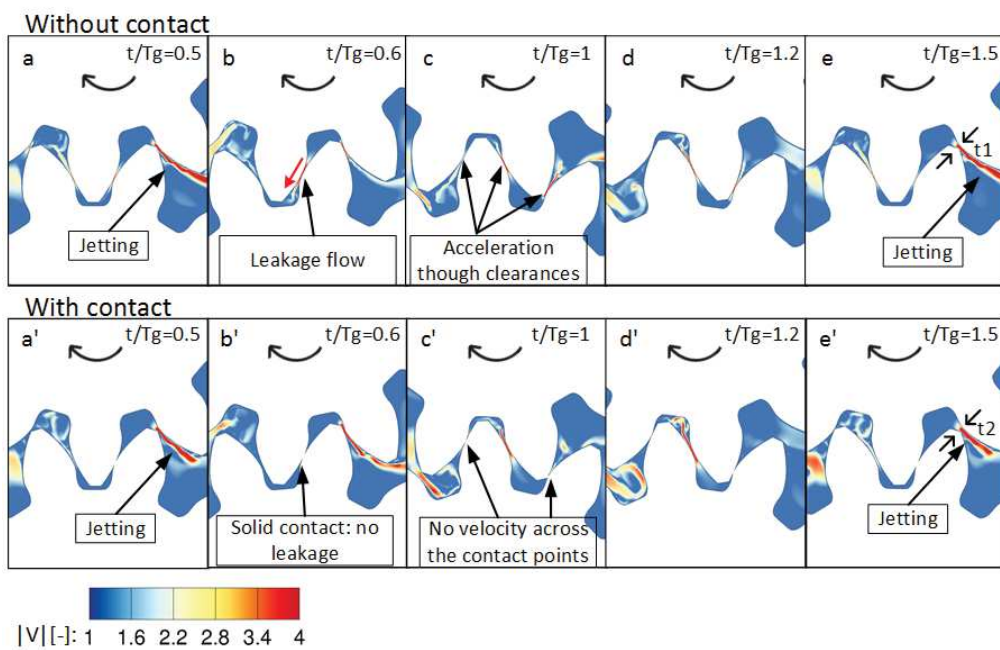 Without contact
a
t/Tg=0.5
b
t/Tg=0.6
c
t/Tg=1
d
t/Tg=1.2
e
t/Tg=1.5
t1
Jetting
Leakage flow
Acceleration
though clearances
Jetting
With contact
a'
t/Tg=0.5
b'
t/Tg=0.6
c'
t/Tg=1
d'
t/Tg=1.2
e'
t/Tg=1.5
t2
Jetting
Solid contact: no
leakage
No velocity across
the contact points
Jetting
|V|[-]: 1 1.6 2.2 2.8 3.4 4